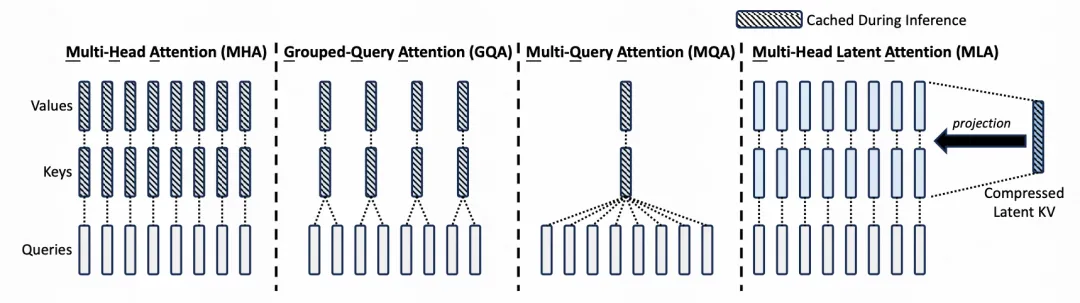 Cached During Inference
Multi-Head Attention (MHA)
Grouped-Query Attention (GQA)
Multi-Query Attention (MQA)
Multi-Head Latent Attention (MLA)
Values
Keys
Queries
projection
Compressed
Latent KV